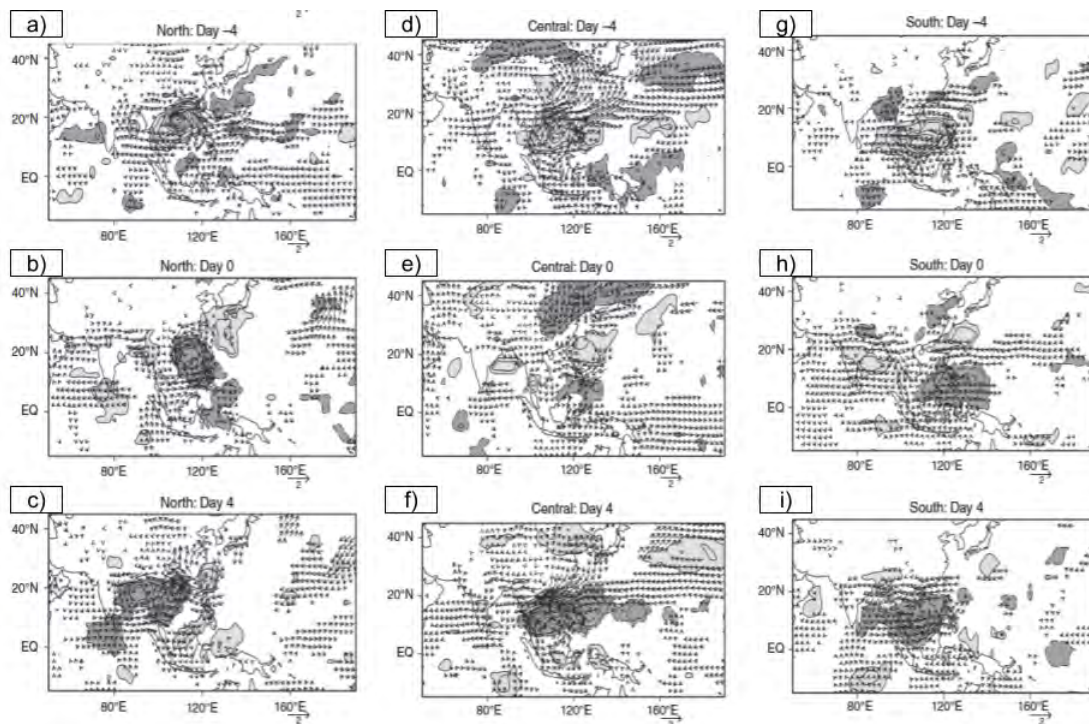 a)
North: Day –4
40°N
20°N
EQ
80°E 120°E 160°E
2
b)
North: Day 0
40°N
20°N
EQ
80°E 120°E 160°E
2
c)
North: Day 4
40°N
20°N
EQ
80°E 120°E 160°E
2
d)
Central: Day –4
40°N
20°N
EQ
80°E 120°E 160°E
2
e)
Central: Day 0
40°N
20°N
EQ
80°E 120°E 160°E
2
f)
Central: Day 4
40°N
20°N
EQ
80°E 120°E 160°E
g)
South: Day –4
40°N
20°N
EQ
80°E 120°E 160°E
2
h)
South: Day 0
40°N
20°N
EQ
80°E 120°E 160°E
2
i)
South: Day 4
40°N
20°N
EQ
80°E 120°E 160°E
2